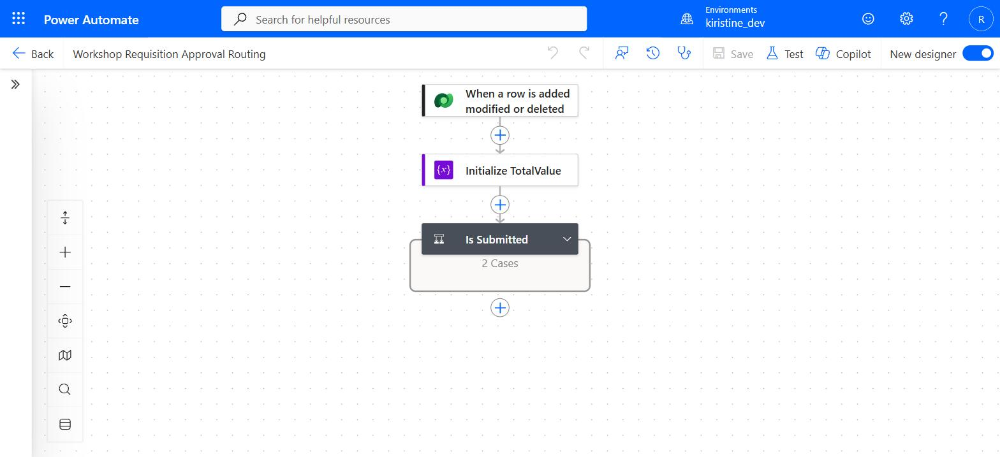 Power Automate
Search for helpful resources
Environments
kiristine_dev
R
Back
Workshop Requisition Approval Routing
Save
Test
Copilot
New designer
When a row is added
modified or deleted
{x}
Initialize TotalValue
Is Submitted
2 Cases